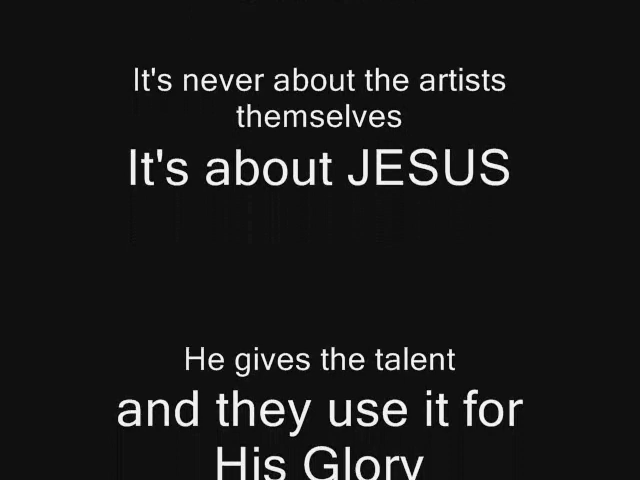 It's never about the artists
themselves
It's about JESUS
He gives the talent
and they use it for
His Glory